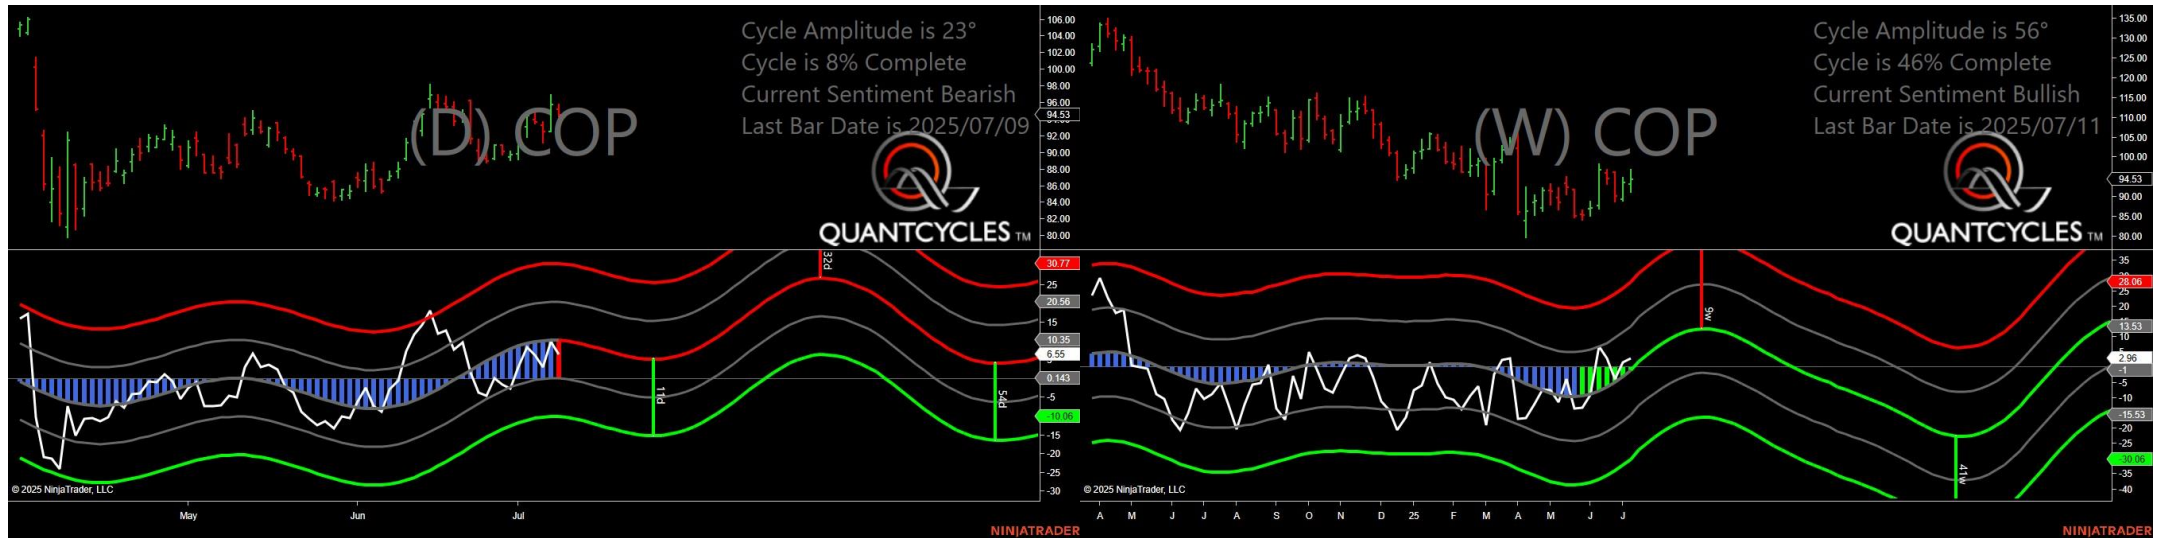 Cycle Amplitude is 23°
Cycle is 8% Complete
Current Sentiment Bearish
Last Bar Date is 2025/07/09
(D) COP
QUANTCYCLES TM
106.00
104.00
102.00
100.00
98.00
96.00
94.53
92.00
90.00
88.00
86.00
84.00
82.00
80.00
30.77
25
20.56
15
10.35
6.55
0.143
-5
-10.06
-15
-20
-25
-30
32d
11d
54d
© 2025 NinjaTrader, LLC
May
Jun
Jul
NINJATRADER
Cycle Amplitude is 56°
Cycle is 46% Complete
Current Sentiment Bullish
Last Bar Date is 2025/07/11
(W) COP
QUANTCYCLES TM
135.00
130.00
125.00
120.00
115.00
110.00
105.00
100.00
94.53
90.00
85.00
80.00
35
28.06
25
20
13.53
2.96
-1
-5
-10
-15.53
-20
-25
-30.06
-35
-40
9w
41w
© 2025 NinjaTrader, LLC
A M J J A S O N D 25 F M A M J J
NINJATRADER